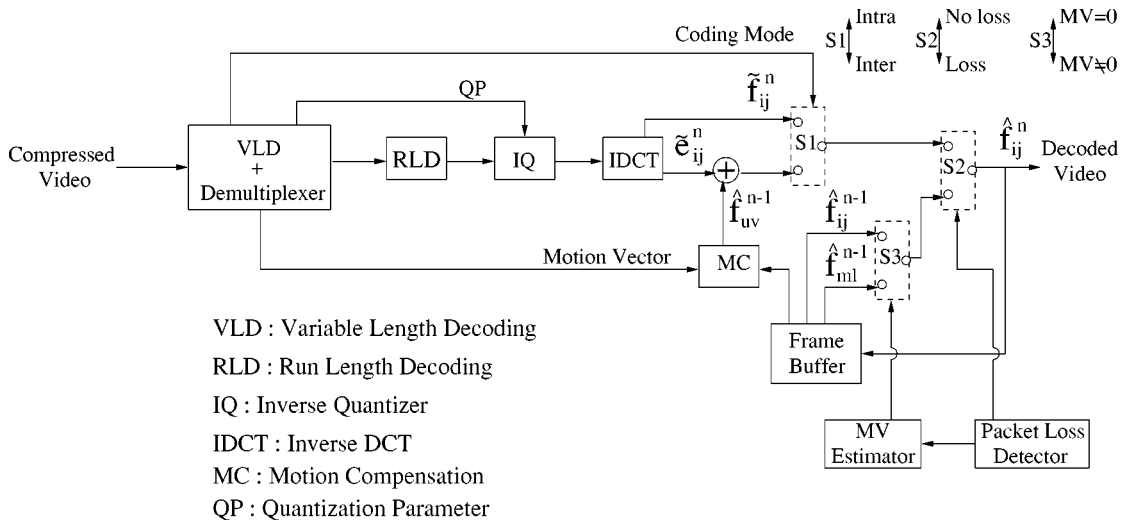 Coding Mode
S1 Intra Inter
S2 No loss Loss
S3 MV=0 MV≠0
QP
Compressed Video
VLD + Demultiplexer
RLD
IQ
IDCT
f̃ij^n
ẽij^n
+
f̂uv^n-1
S1
S2
f̂ij^n
Decoded Video
f̂ij^n-1
f̂ml^n-1
S3
Motion Vector
MC
Frame Buffer
MV Estimator
Packet Loss Detector
VLD : Variable Length Decoding
RLD : Run Length Decoding
IQ : Inverse Quantizer
IDCT : Inverse DCT
MC : Motion Compensation
QP : Quantization Parameter